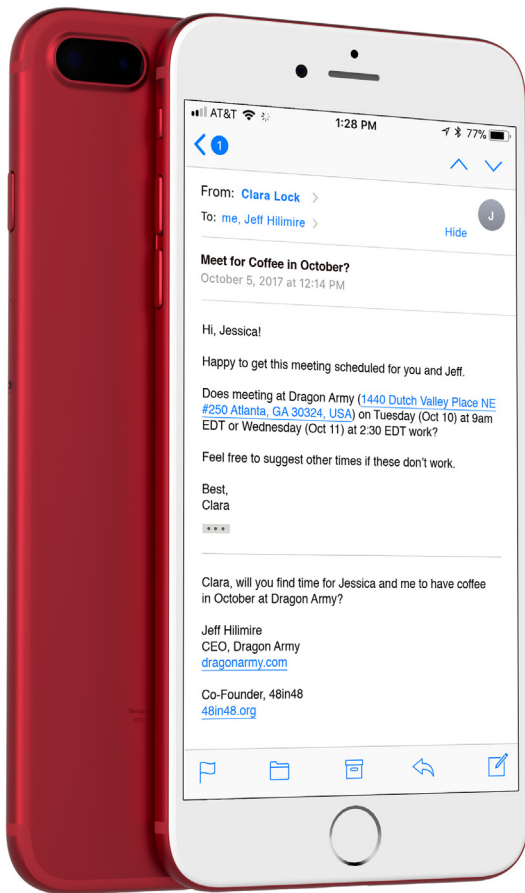 AT&T 1:28 PM 77%
1
From: Clara Lock
To: me, Jeff Hilimire
Hide
J
Meet for Coffee in October?
October 5, 2017 at 12:14 PM
Hi, Jessica!
Happy to get this meeting scheduled for you and Jeff.
Does meeting at Dragon Army (1440 Dutch Valley Place NE
#250 Atlanta, GA 30324, USA) on Tuesday (Oct 10) at 9am
EDT or Wednesday (Oct 11) at 2:30 EDT work?
Feel free to suggest other times if these don't work.
Best,
Clara
Clara, will you find time for Jessica and me to have coffee
in October at Dragon Army?
Jeff Hilimire
CEO, Dragon Army
dragonarmy.com
Co-Founder, 48in48
48in48.org